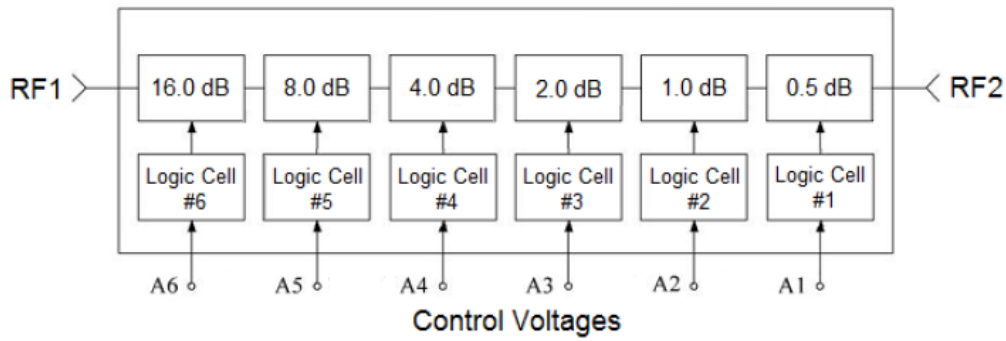 RF1 16.0 dB 8.0 dB 4.0 dB 2.0 dB 1.0 dB 0.5 dB RF2
Logic Cell Logic Cell Logic Cell Logic Cell Logic Cell Logic Cell
#6 #5 #4 #3 #2 #1
A6 A5 A4 A3 A2 A1
Control Voltages